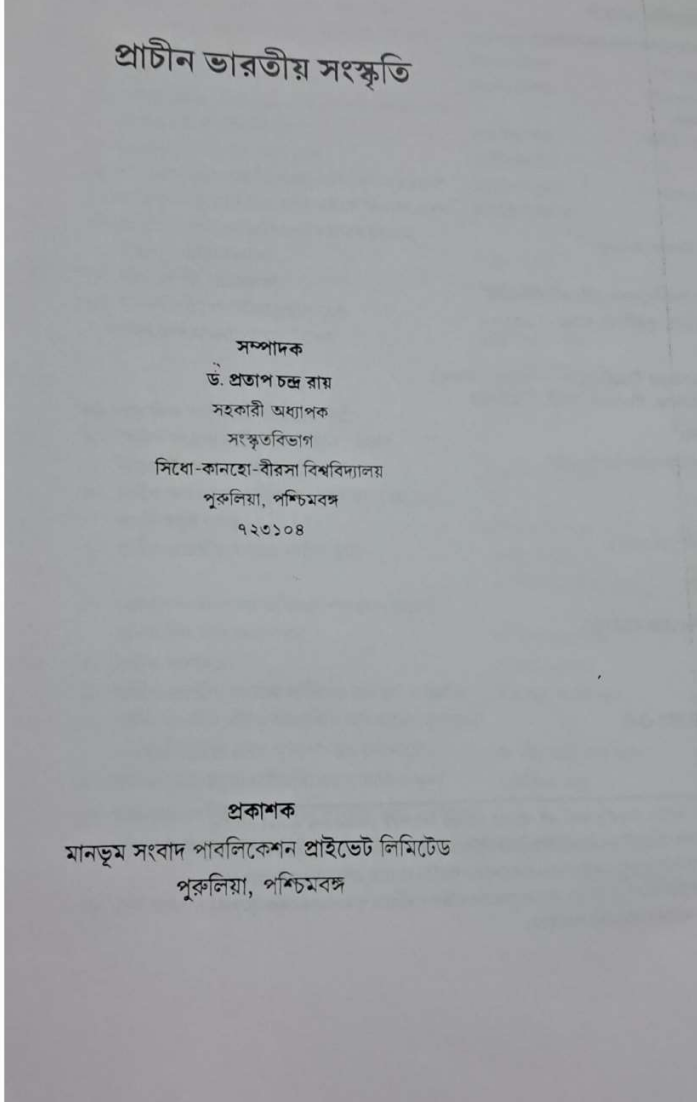 প্রাচীন ভারতীয় সংস্কৃতি
সম্পাদক
ড. প্রতাপ চন্দ্র রায়
সহকারী অধ্যাপক
সংস্কৃতবিভাগ
সিধো-কানহো-বীরসা বিশ্ববিদ্যালয়
পুরুলিয়া, পশ্চিমবঙ্গ
৭২৩১০৪
প্রকাশক
মানভূম সংবাদ পাবলিকেশন প্রাইভেট লিমিটেড
পুরুলিয়া, পশ্চিমবঙ্গ